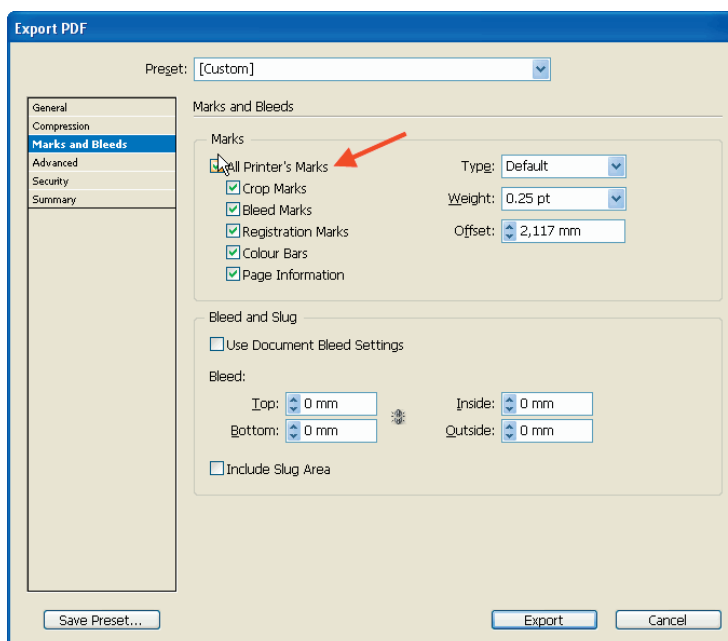 Export PDF
Preset: [Custom]
General
Compression
Marks and Bleeds
Advanced
Security
Summary
Marks and Bleeds
Marks
All Printer's Marks
Crop Marks
Bleed Marks
Registration Marks
Colour Bars
Page Information
Type: Default
Weight: 0.25 pt
Offset: 2,117 mm
Bleed and Slug
Use Document Bleed Settings
Bleed:
Top: 0 mm
Bottom: 0 mm
Inside: 0 mm
Outside: 0 mm
Include Slug Area
Save Preset...
Export
Cancel